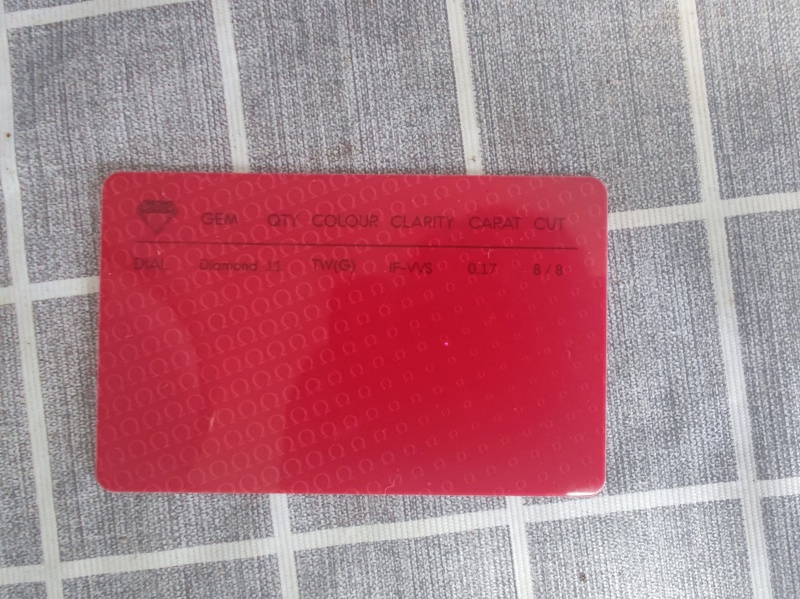 GEM QTY COLOUR CLARITY CARAT CUT
DIAL Diamond 11 TW(G) IF-VVS 0.17 8 / 8